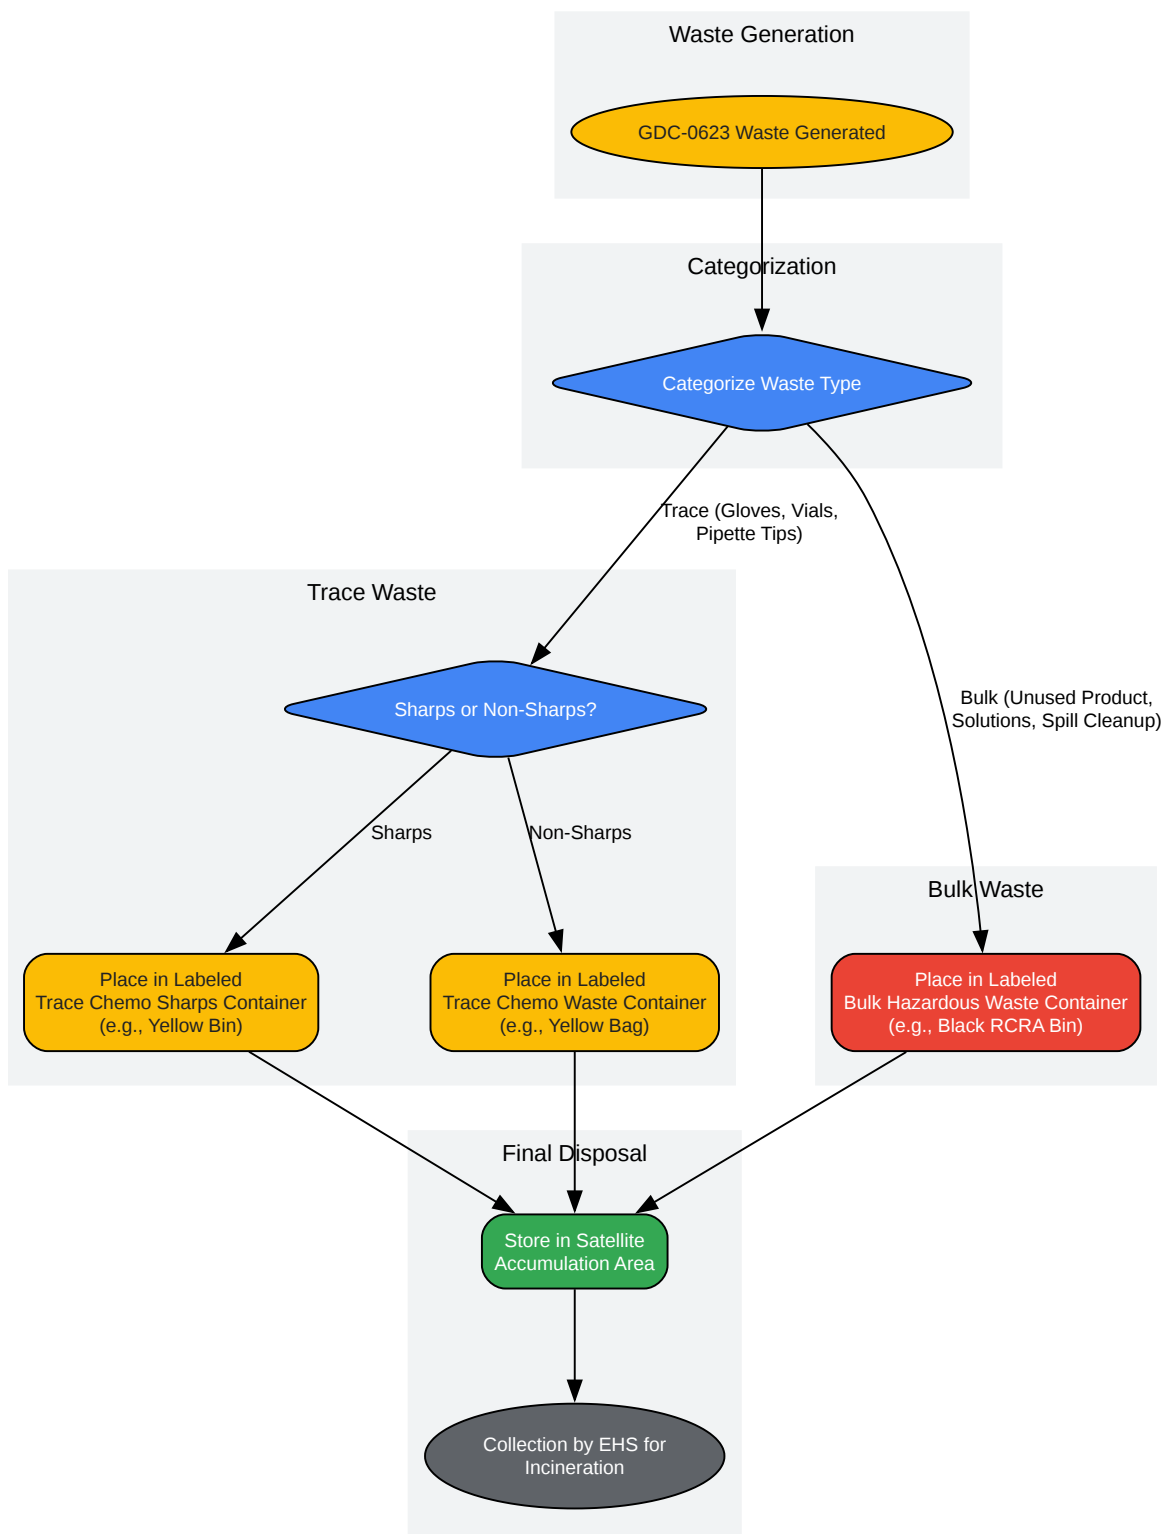 Waste Generation
GDC-0623 Waste Generated
Categorization
Categorize Waste Type
Trace (Gloves, Vials,
Pipette Tips)
Trace Waste
Sharps or Non-Sharps?
Bulk (Unused Product,
Solutions, Spill Cleanup)
Sharps
Non-Sharps
Bulk Waste
Place in Labeled
Trace Chemo Sharps Container
(e.g., Yellow Bin)
Place in Labeled
Trace Chemo Waste Container
(e.g., Yellow Bag)
Place in Labeled
Bulk Hazardous Waste Container
(e.g., Black RCRA Bin)
Final Disposal
Store in Satellite
Accumulation Area
Collection by EHS for
Incineration